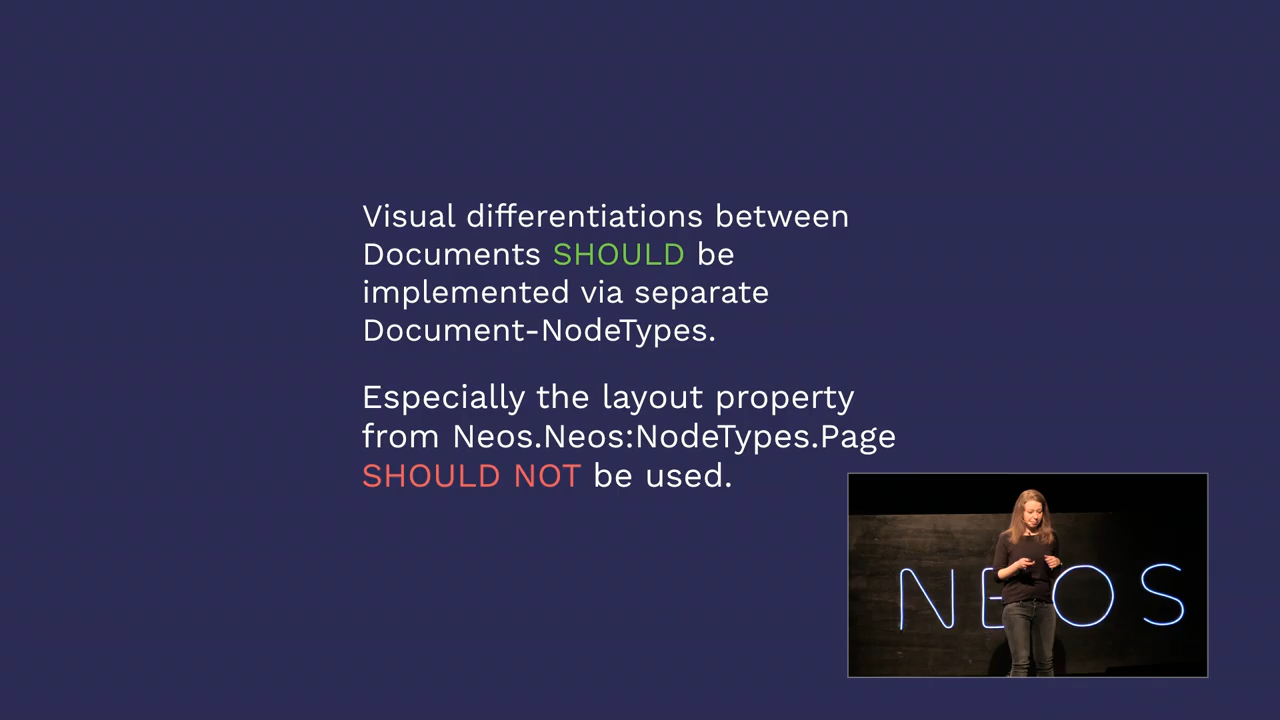 Visual differentiations between
Documents SHOULD be
implemented via separate
Document-NodeTypes.
Especially the layout property
from Neos.Neos:NodeTypes.Page
SHOULD NOT be used.
NEOS